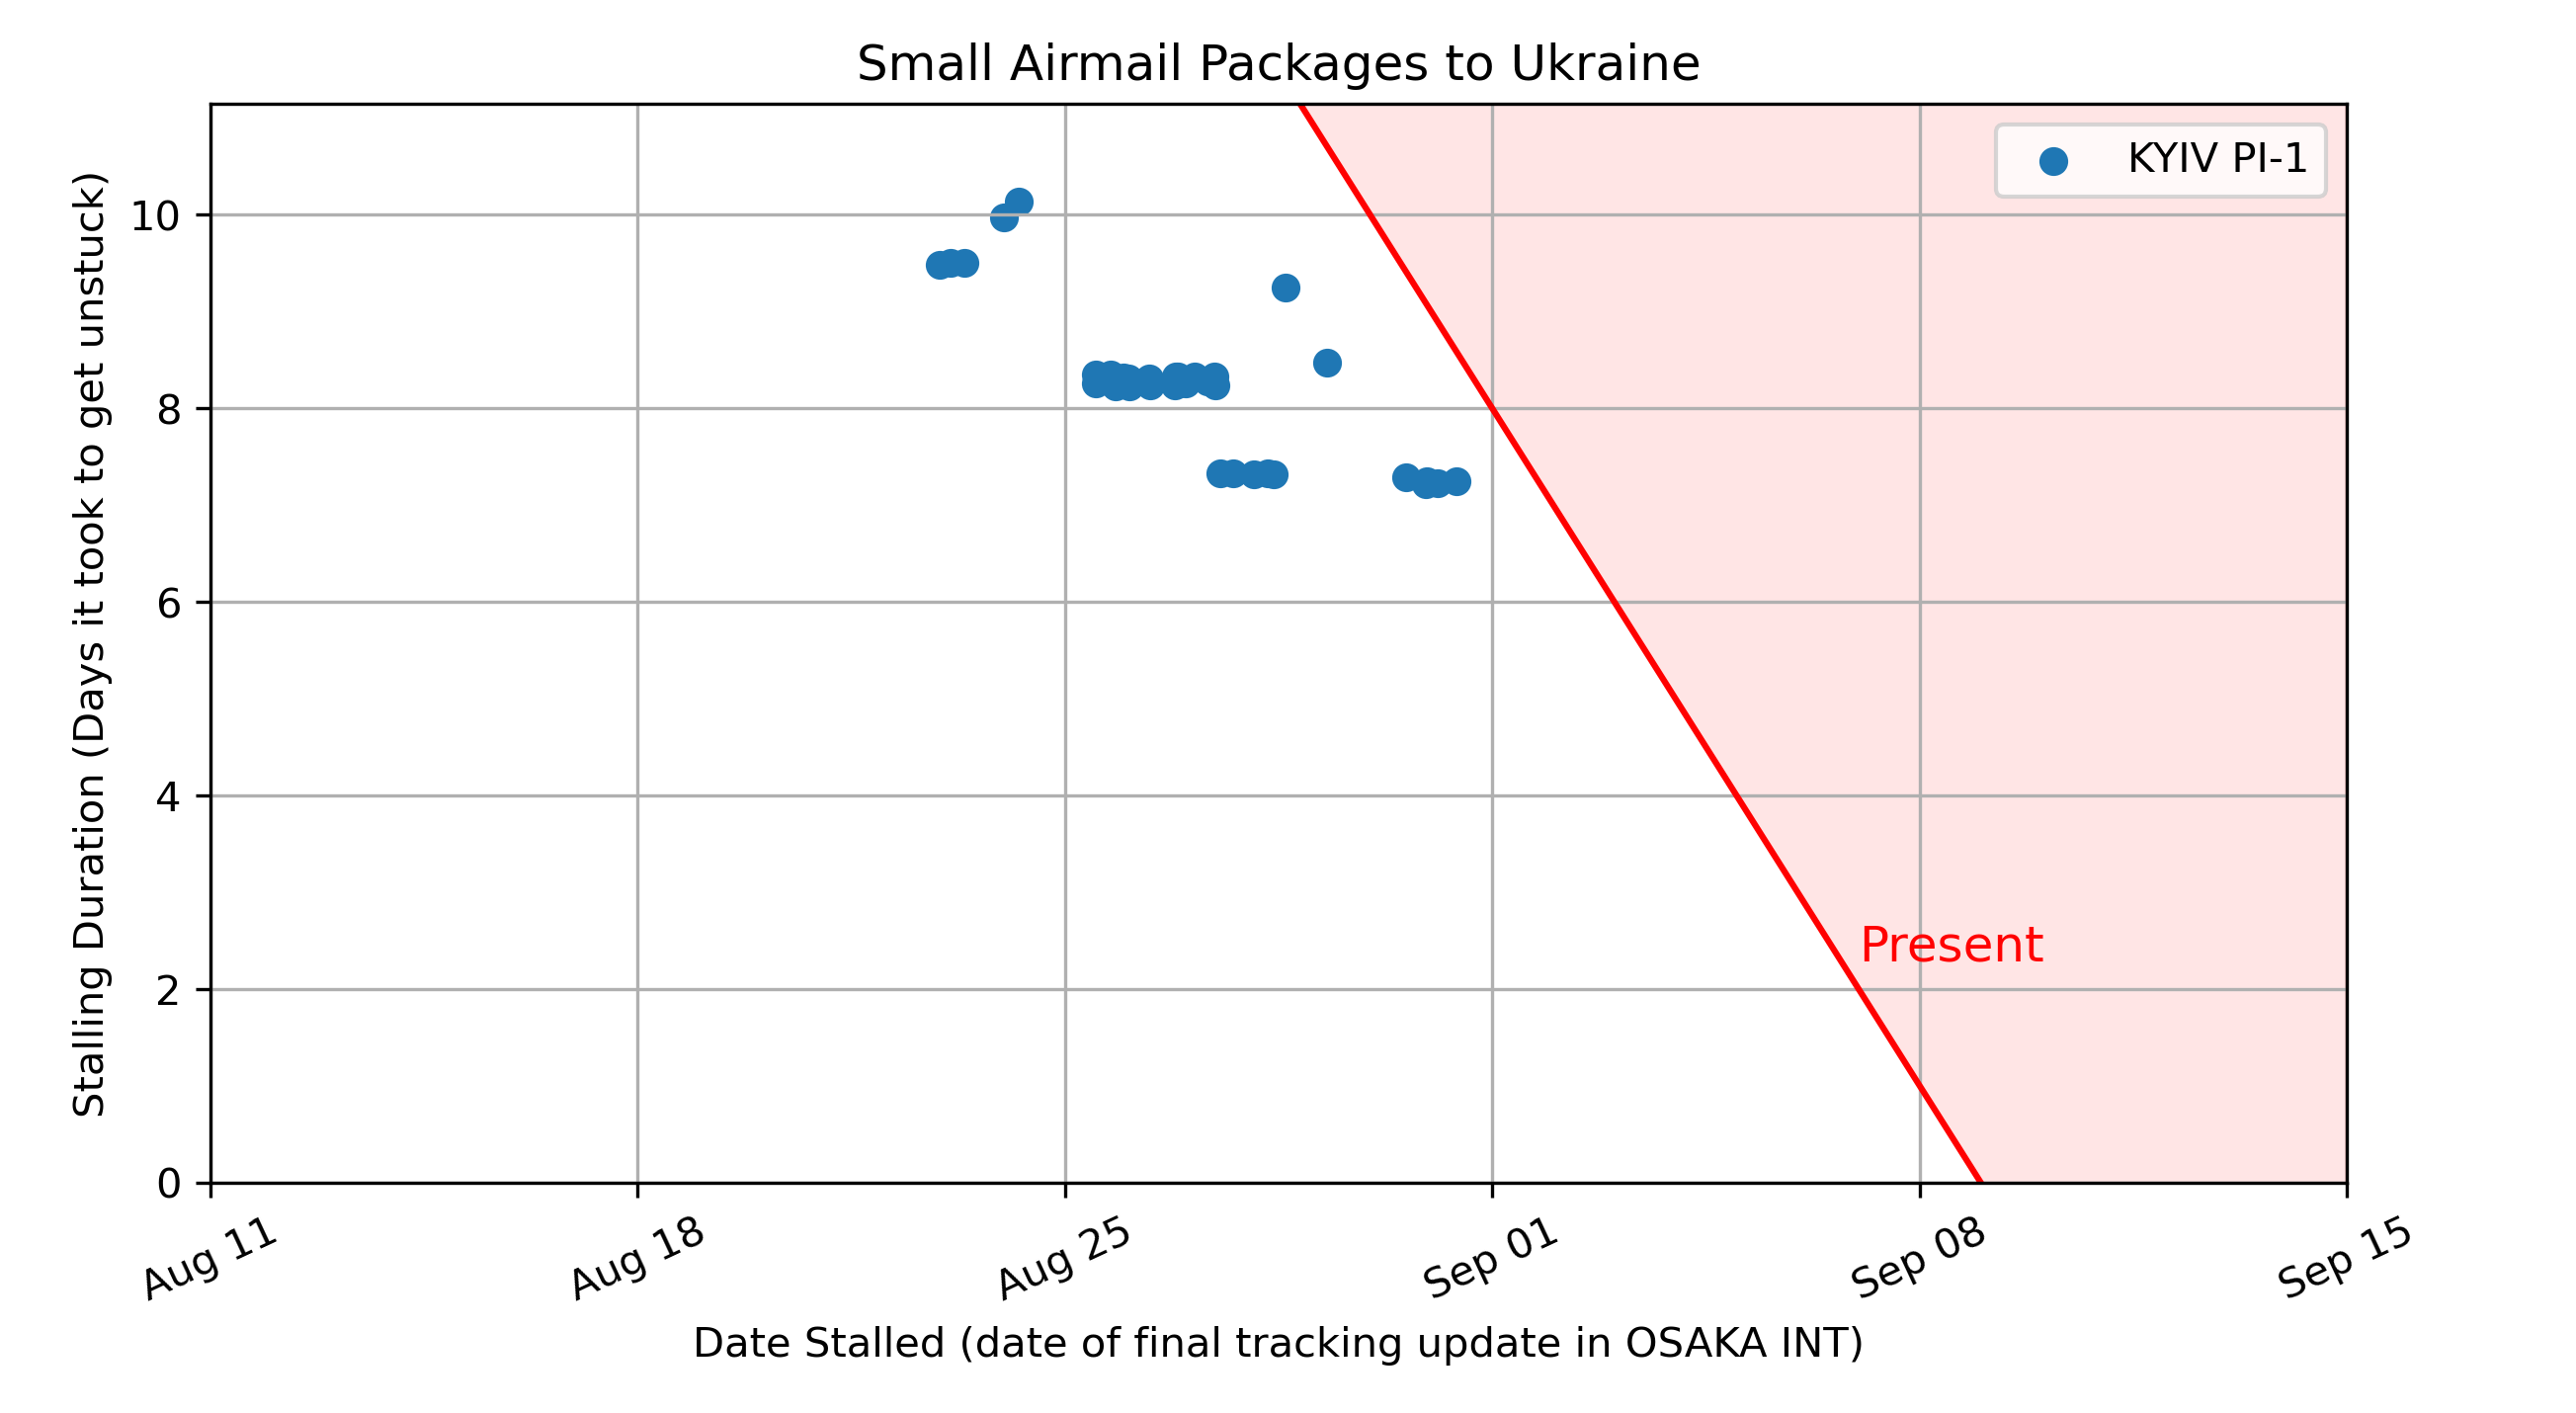 Small Airmail Packages to Ukraine
KYIV PI-1
Stalling Duration (Days it took to get unstuck)
10
8
6
4
2
0
Present
Aug 11
Aug 18
Aug 25
Sep 01
Sep 08
Sep 15
Date Stalled (date of final tracking update in OSAKA INT)